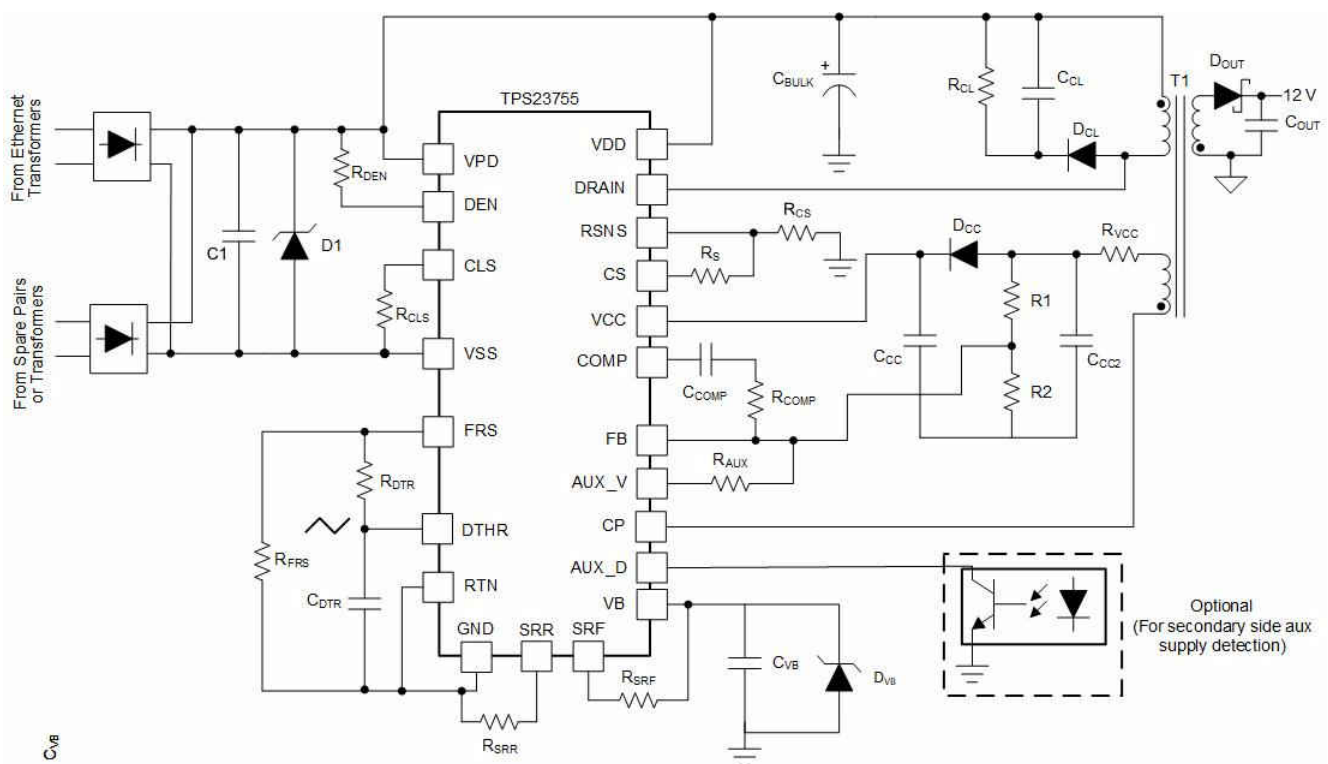 TPS23755
From Ethernet
Transformers
From Spare Pairs
or Transformers
C1
D1
RDEN
RCLS
VPD
DEN
CLS
VSS
FRS
DTHR
RTN
GND
SRR
SRF
VDD
DRAIN
RSNS
CS
VCC
COMP
FB
AUX_V
CP
AUX_D
VB
CBULK
+
RCL
CCL
DCL
T1
DOUT
12 V
COUT
RCS
RS
DCC
RVCC
R1
R2
CCC
CCC2
CCOMP
RCOMP
RAUX
RDTR
RFRS
CDTR
RSRR
RSRF
CVB
DVB
Optional
(For secondary side aux
supply detection)
CVB